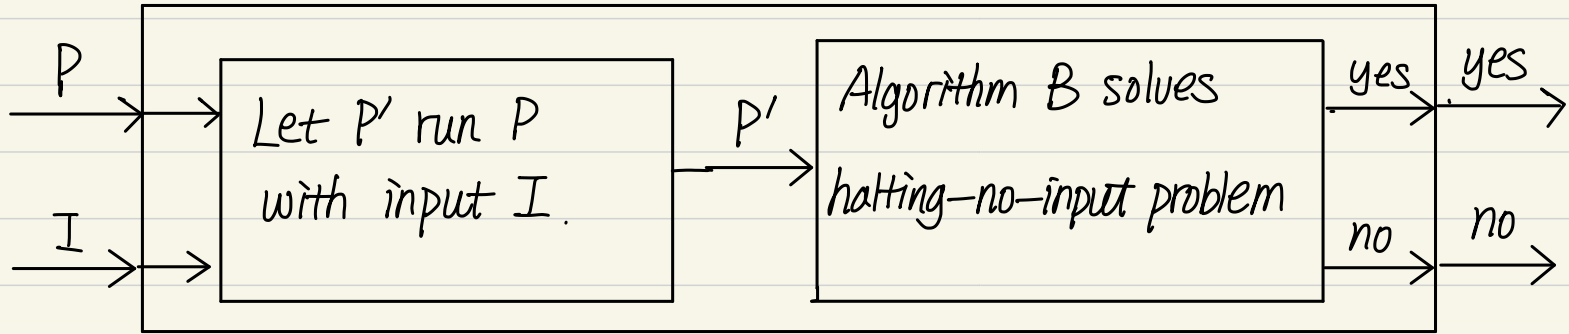 P
I
Let P' run P
with input I.
P'
Algorithm B solves
halting-no-input problem
yes
no
yes
no